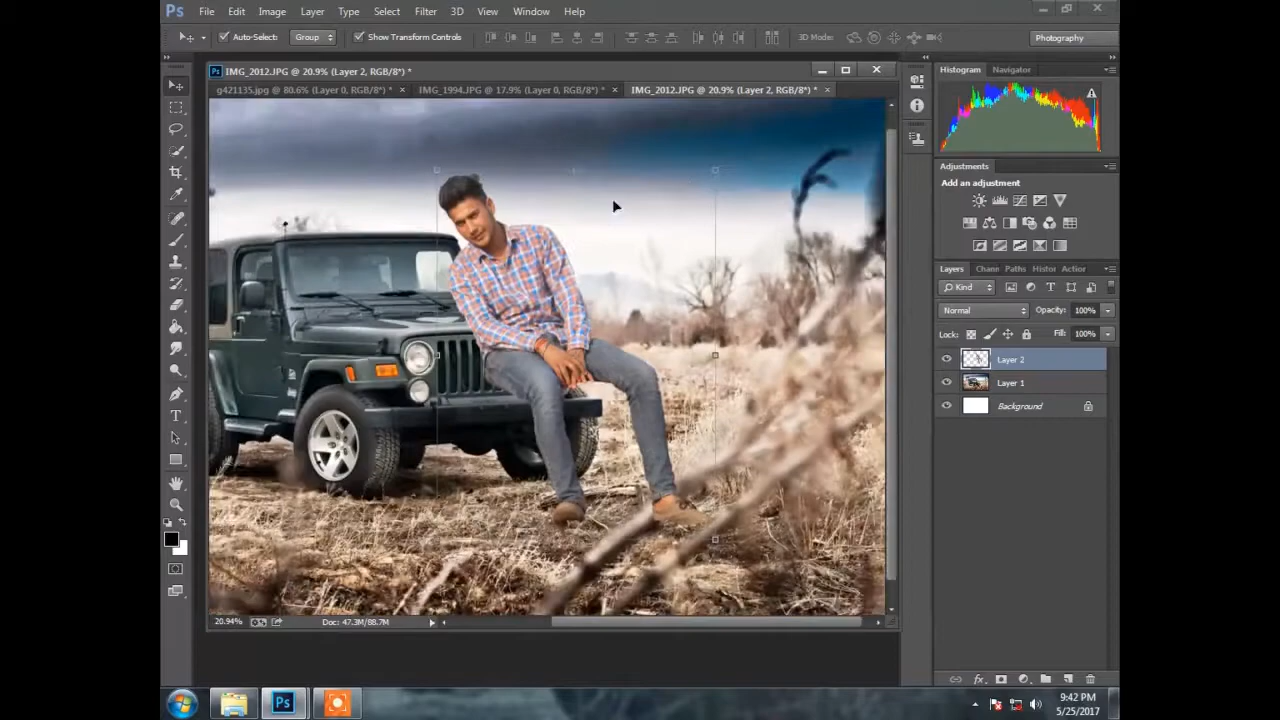 Ps File Edit Image Layer Type Select Filter 3D View Window Help
Auto-Select: Group Show Transform Controls 3D Mode: Photography
Ps IMG_2012.JPG @ 20.9% (Layer 2, RGB/8*) *
g421135.jpg @ 80.6% (Layer 0, RGB/8*) * × IMG_1994.JPG @ 17.9% (Layer 0, RGB/8*) * × IMG_2012.JPG @ 20.9% (Layer 2, RGB/8*) * ×
Histogram Navigator
Adjustments
Add an adjustment
Layers Chann Paths Histor Action
Kind
Normal Opacity: 100%
Lock: Fill: 100%
Layer 2
Layer 1
Background
20.94% Doc: 47.3M/88.7M
fx
Ps
9:42 PM
5/25/2017